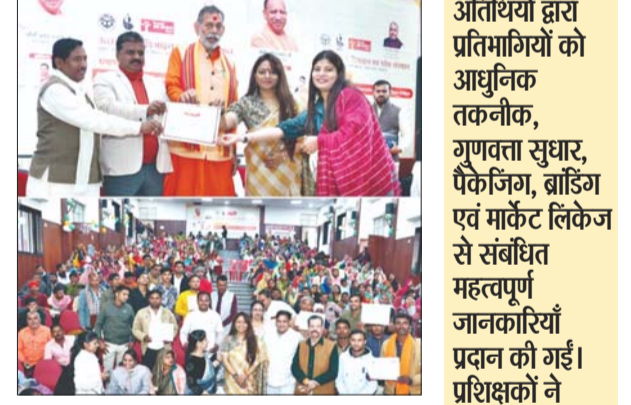 अतिथियों द्वारा
प्रतिभागियों को
आधुनिक
तकनीक,
गुणवत्ता सुधार,
पैकेजिंग, ब्रांडिंग
एवं मार्केट लिंकेज
से संबंधित
महत्वपूर्ण
जानकारियाँ
प्रदान की गईं।
प्रशिक्षकों ने